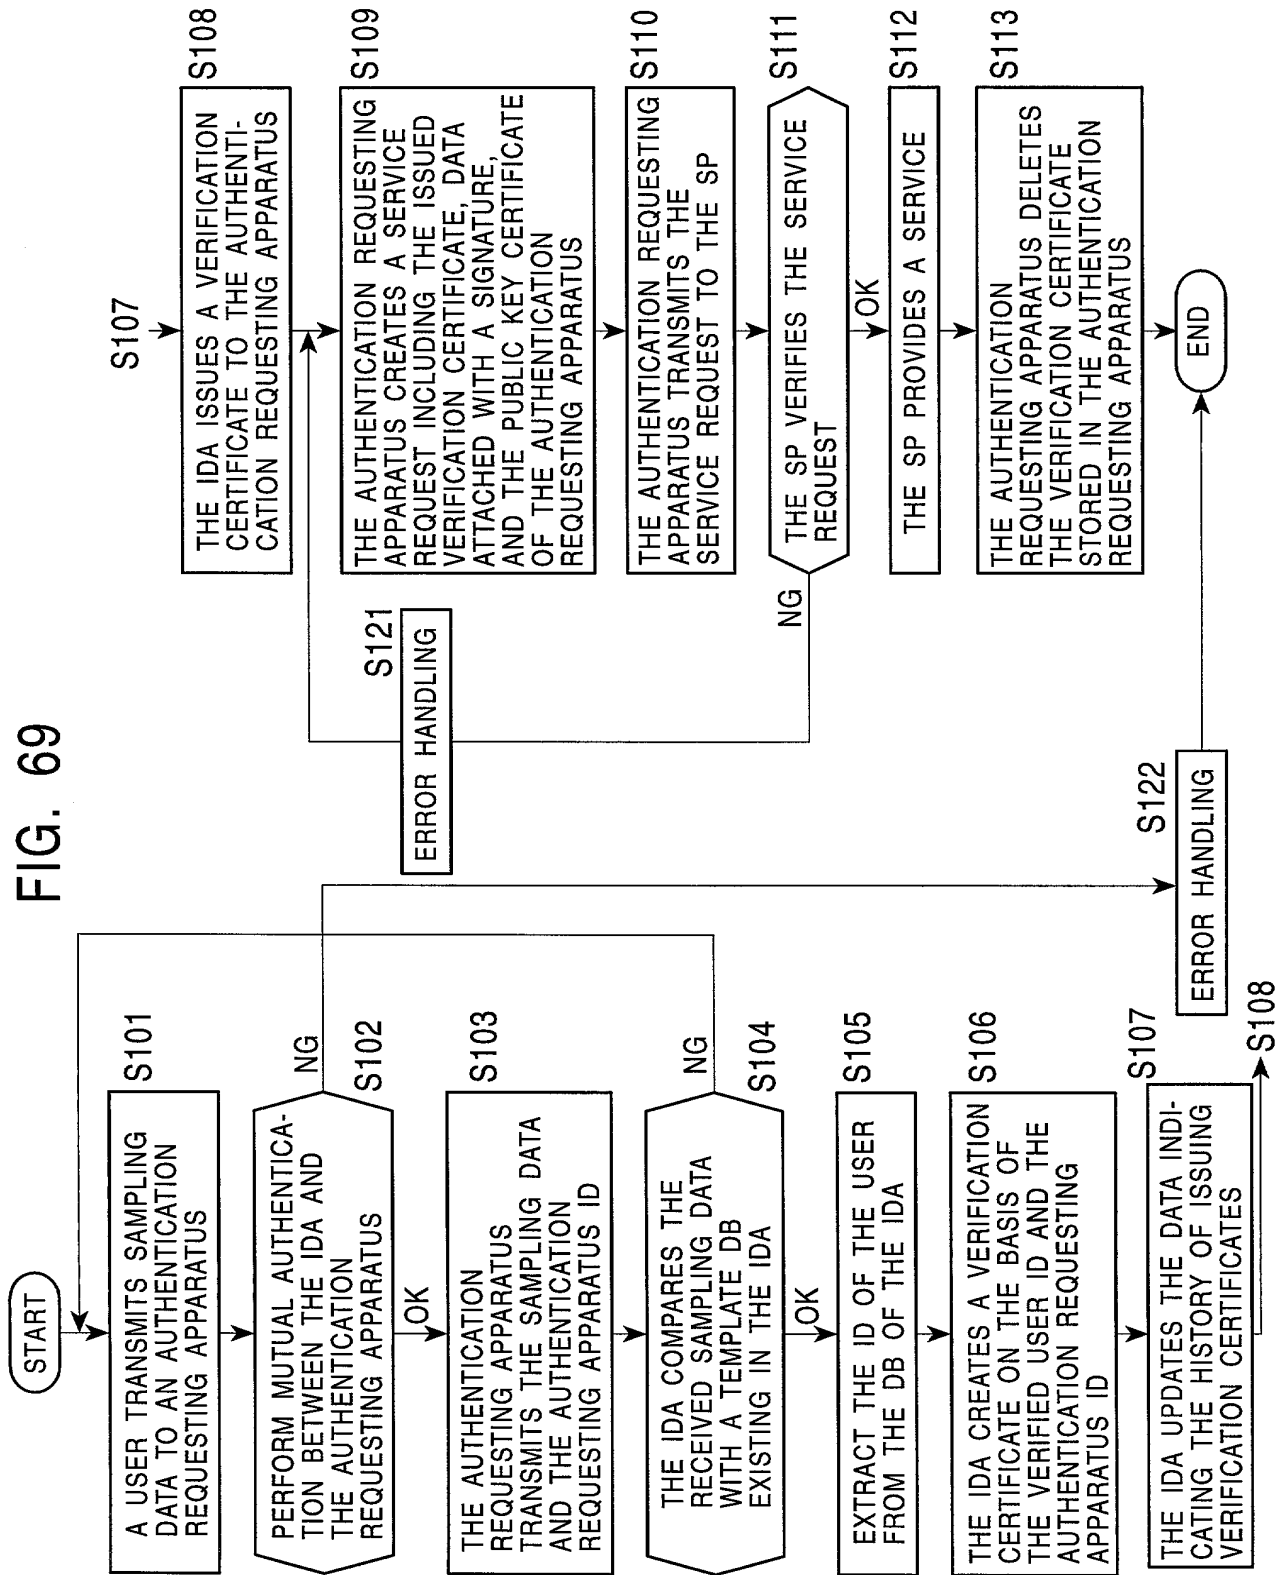 FIG. 69
START
S101
A USER TRANSMITS SAMPLING
DATA TO AN AUTHENTICATION
REQUESTING APPARATUS
NG
S102
PERFORM MUTUAL AUTHENTICA-
TION BETWEEN THE IDA AND
THE AUTHENTICATION
REQUESTING APPARATUS
OK
S103
THE AUTHENTICATION
REQUESTING APPARATUS
TRANSMITS THE SAMPLING DATA
AND THE AUTHENTICATION
REQUESTING APPARATUS ID
NG
S104
THE IDA COMPARES THE
RECEIVED SAMPLING DATA
WITH A TEMPLATE DB
EXISTING IN THE IDA
OK
S105
EXTRACT THE ID OF THE USER
FROM THE DB OF THE IDA
S106
THE IDA CREATES A VERIFICATION
CERTIFICATE ON THE BASIS OF
THE VERIFIED USER ID AND THE
AUTHENTICATION REQUESTING
APPARATUS ID
S107
THE IDA UPDATES THE DATA INDI-
CATING THE HISTORY OF ISSUING
VERIFICATION CERTIFICATES
S108
S107
S108
THE IDA ISSUES A VERIFICATION
CERTIFICATE TO THE AUTHENTI-
CATION REQUESTING APPARATUS
S109
THE AUTHENTICATION REQUESTING
APPARATUS CREATES A SERVICE
REQUEST INCLUDING THE ISSUED
VERIFICATION CERTIFICATE, DATA
ATTACHED WITH A SIGNATURE,
AND THE PUBLIC KEY CERTIFICATE
OF THE AUTHENTICATION
REQUESTING APPARATUS
S121
ERROR HANDLING
S110
THE AUTHENTICATION REQUESTING
APPARATUS TRANSMITS THE
SERVICE REQUEST TO THE SP
S111
THE SP VERIFIES THE SERVICE
REQUEST
NG
OK
S112
THE SP PROVIDES A SERVICE
S113
THE AUTHENTICATION
REQUESTING APPARATUS DELETES
THE VERIFICATION CERTIFICATE
STORED IN THE AUTHENTICATION
REQUESTING APPARATUS
S122
ERROR HANDLING
END